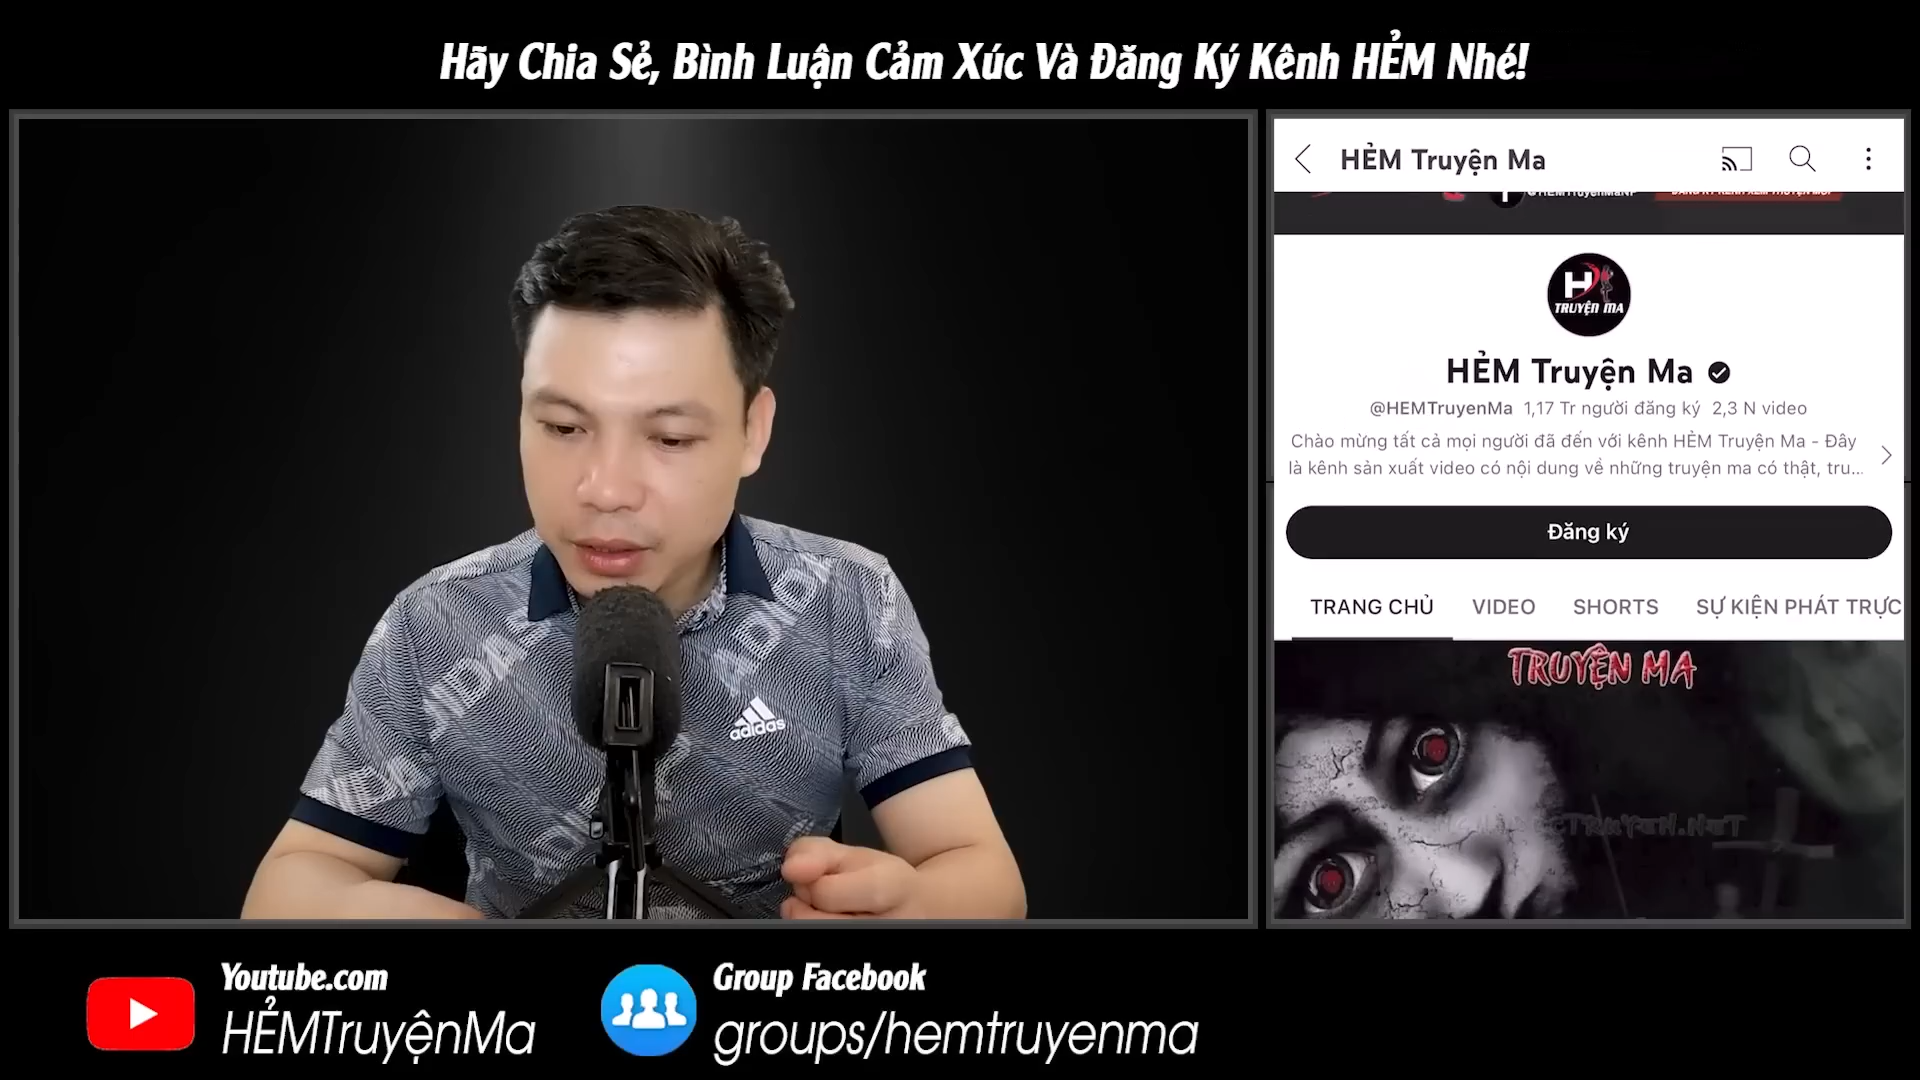 Hãy Chia Sẻ, Bình Luận Cảm Xúc Và Đăng Ký Kênh HẺM Nhé!
HẺM Truyện Ma
H
TRUYỆN MA
HẺM Truyện Ma
@HEMTruyenMa 1,17 Tr người đăng ký 2,3 N video
Chào mừng tất cả mọi người đã đến với kênh HẺM Truyện Ma - Đây
là kênh sản xuất video có nội dung về những truyện ma có thật, tru...
Đăng ký
TRANG CHỦ VIDEO SHORTS SỰ KIỆN PHÁT TRỰC
TRUYỆN MA
adidas
Youtube.com
HẺMTruyệnMa
Group Facebook
groups/hemtruyenma